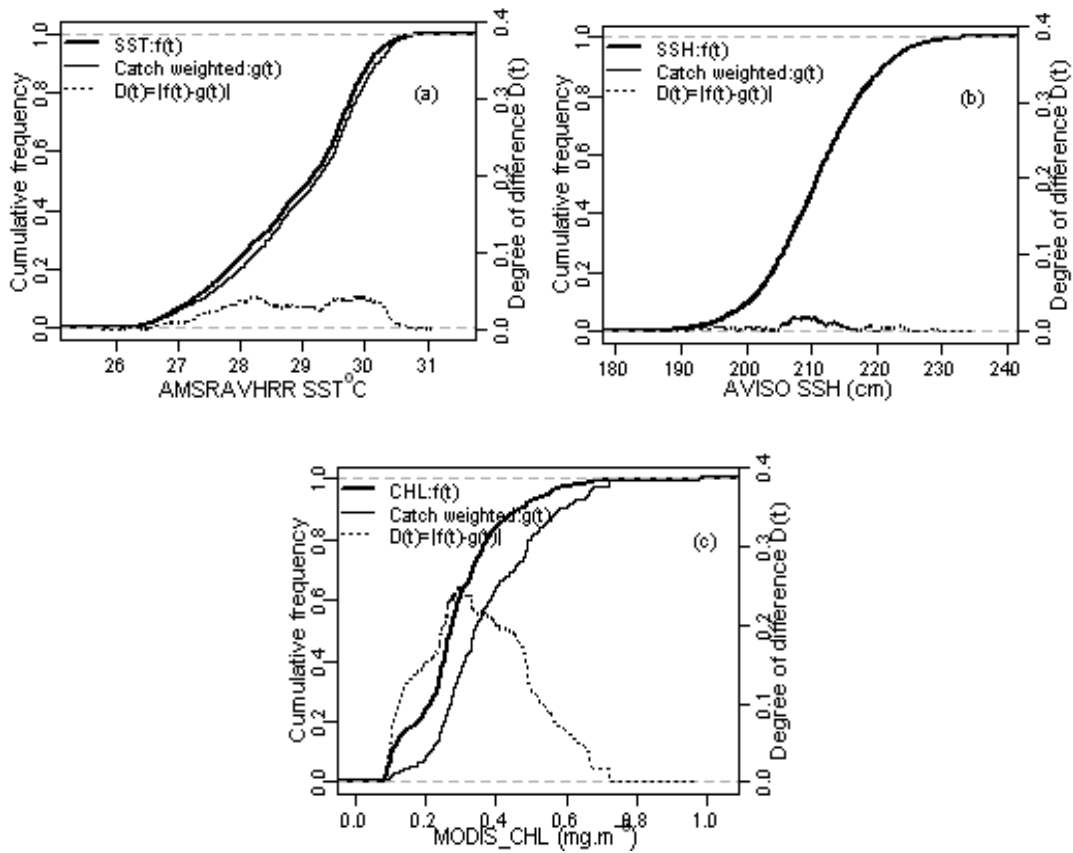 SST:f(t)
Catch weighted:g(t)
D(t)=|f(t)-g(t)|
(a)
Cumulative frequency
0.0 0.2 0.4 0.6 0.8 1.0
Degree of difference D(t)
0.0 0.1 0.2 0.3 0.4
26 27 28 29 30 31
AMSRAVHRR SST°C
SSH:f(t)
Catch weighted:g(t)
D(t)=|f(t)-g(t)|
(b)
Cumulative frequency
0.0 0.2 0.4 0.6 0.8 1.0
Degree of difference D(t)
0.0 0.1 0.2 0.3 0.4
180 190 200 210 220 230 240
AVISO SSH (cm)
CHL:f(t)
Catch weighted:g(t)
D(t)=|f(t)-g(t)|
(c)
Cumulative frequency
0.0 0.2 0.4 0.6 0.8 1.0
Degree of difference D(t)
0.0 0.1 0.2 0.3 0.4
0.0 0.2 0.4 0.6 0.8 1.0
MODIS_CHL (mg.m⁻³)